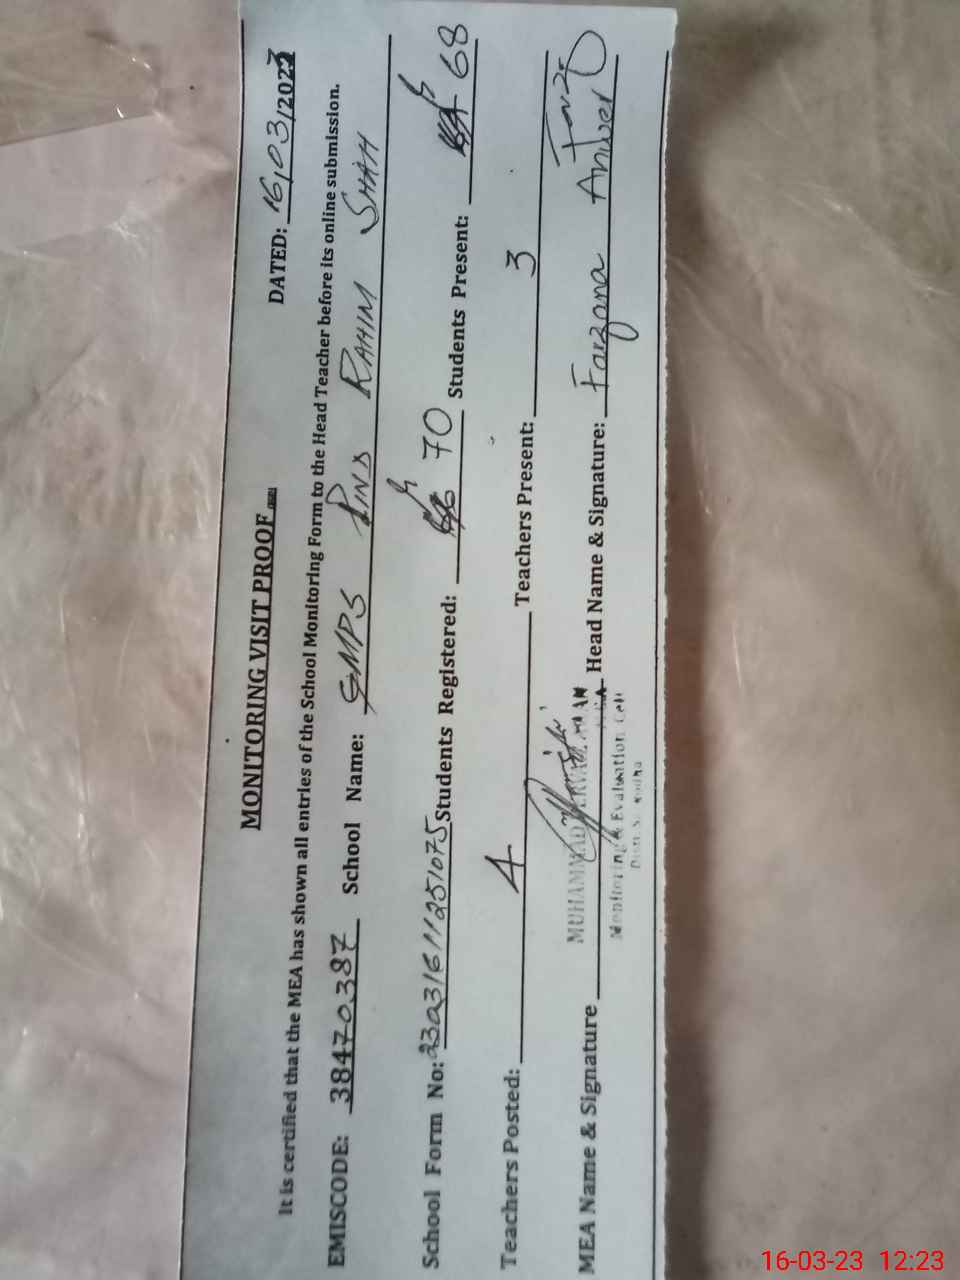 MONITORING VISIT PROOF
DATED: 16/03/2023
It is certified that the MEA has shown all entries of the School Monitoring Form to the Head Teacher before its online submission.
EMISCODE: 38470387 School Name: GMPS PIND RAHIM SHAH
School Form No: 23031611251075 Students Registered: 70 Students Present: 68
Teachers Posted: 4 Teachers Present: 3
MEA Name & Signature MUHAMMAD Head Name & Signature: Farzana Anwer
Monitoring & Evaluation Cell
16-03-23 12:23